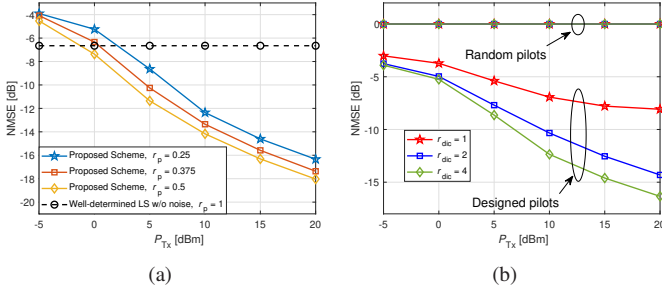 (a)
NMSE [dB]
-4
-6
-8
-10
-12
-14
-16
-18
-20
Proposed Scheme, r_p = 0.25
Proposed Scheme, r_p = 0.375
Proposed Scheme, r_p = 0.5
Well-determined LS w/o noise, r_p = 1
-5 0 5 10 15 20
P_Tx [dBm]
(a)
(b)
NMSE [dB]
0
-5
-10
-15
Random pilots
r_dic = 1
r_dic = 2
r_dic = 4
Designed pilots
-5 0 5 10 15 20
P_Tx [dBm]
(b)